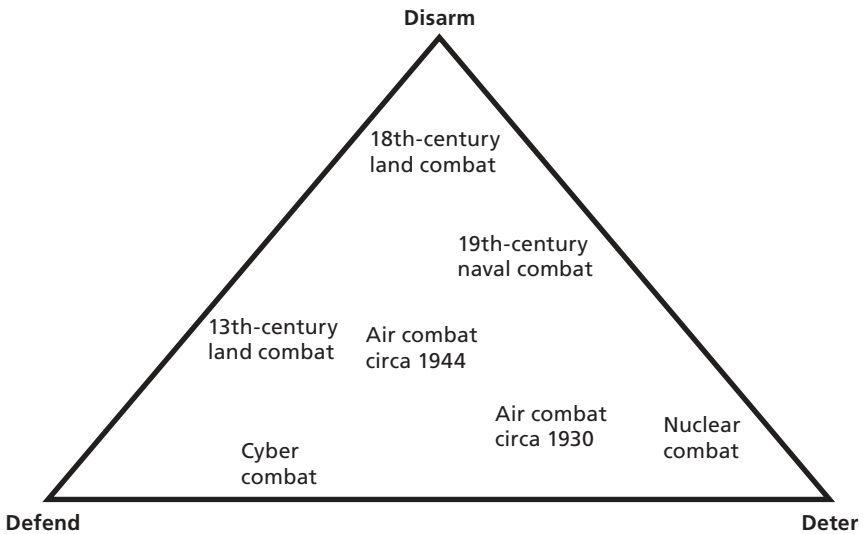 Disarm
18th-century
land combat
19th-century
naval combat
13th-century
land combat
Air combat
circa 1944
Air combat
circa 1930
Nuclear
combat
Cyber
combat
Defend
Deter